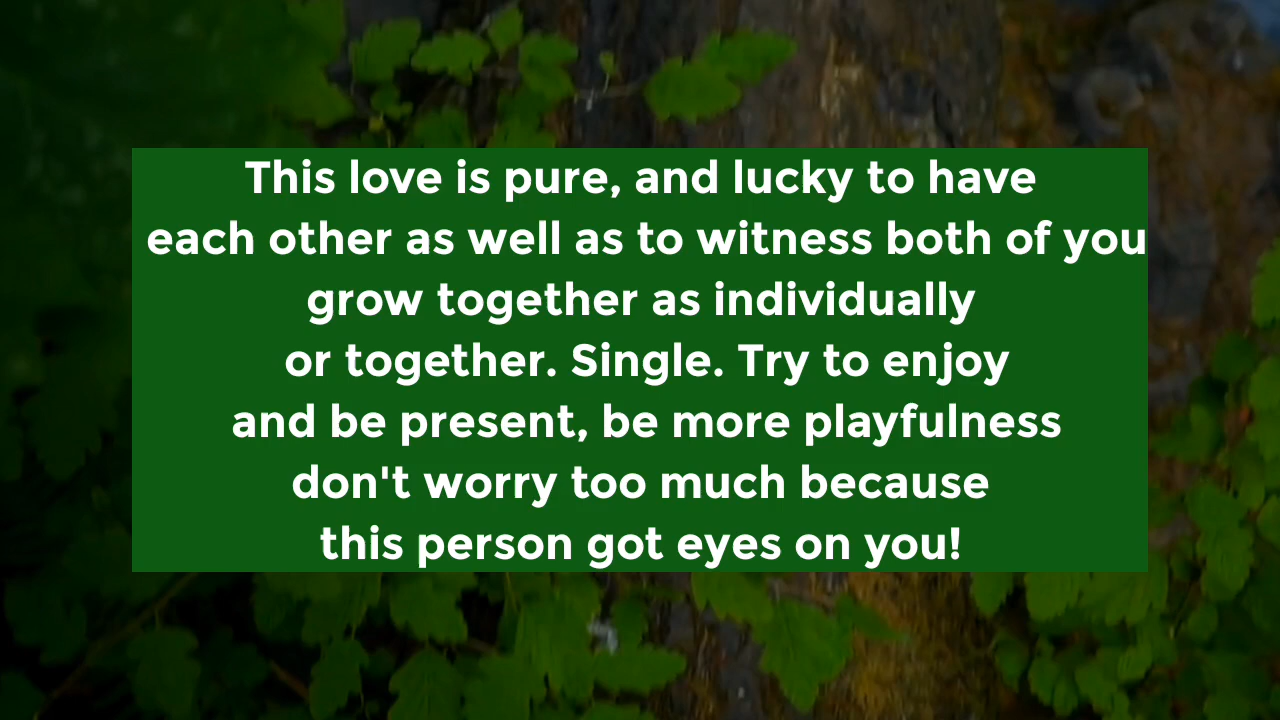 This love is pure, and lucky to have
each other as well as to witness both of you
grow together as individually
or together. Single. Try to enjoy
and be present, be more playfulness
don't worry too much because
this person got eyes on you!